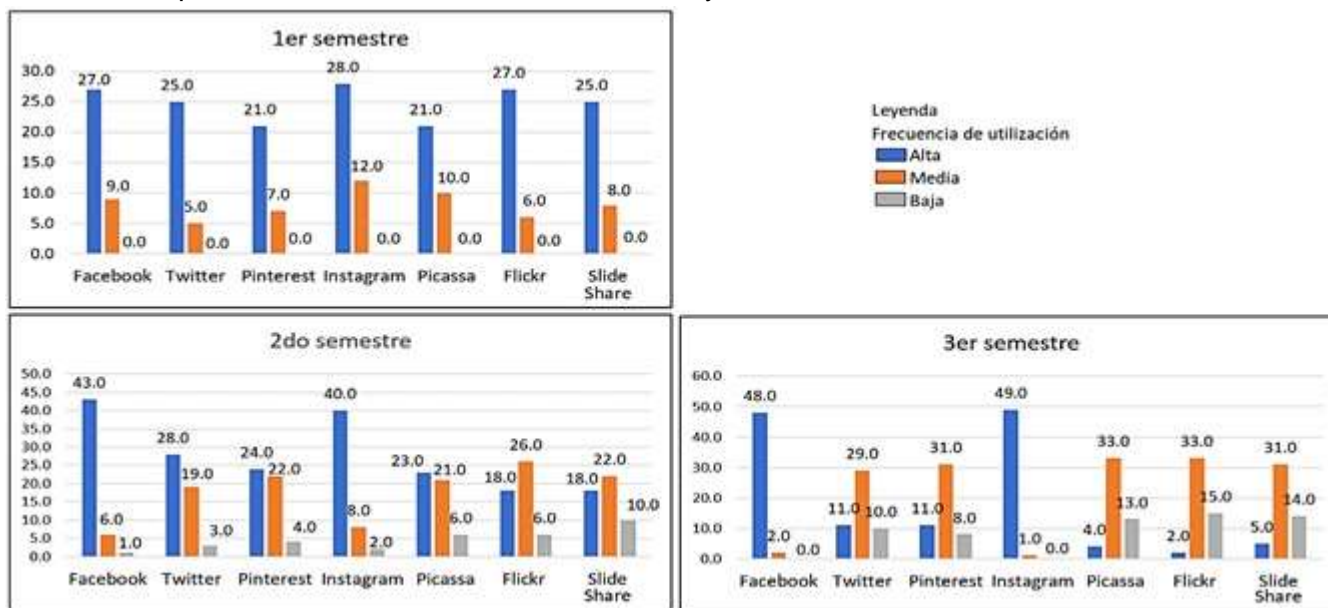 1er semestre
30.0
25.0
20.0
15.0
10.0
5.0
0.0
27.0 25.0 21.0 28.0 21.0 27.0 25.0
9.0 5.0 7.0 12.0 10.0 6.0 8.0
0.0 0.0 0.0 0.0 0.0 0.0 0.0
Facebook Twitter Pinterest Instagram Picassa Flickr Slide Share
Leyenda
Frecuencia de utilización
Alta
Media
Baja
2do semestre
50.0
45.0
40.0
35.0
30.0
25.0
20.0
15.0
10.0
5.0
0.0
43.0 28.0 24.0 40.0 23.0 18.0 18.0
6.0 19.0 22.0 8.0 21.0 26.0 22.0
1.0 3.0 4.0 2.0 6.0 6.0 10.0
Facebook Twitter Pinterest Instagram Picassa Flickr Slide Share
3er semestre
60.0
50.0
40.0
30.0
20.0
10.0
0.0
48.0 11.0 11.0 49.0 4.0 2.0 5.0
2.0 29.0 31.0 1.0 33.0 33.0 31.0
0.0 10.0 8.0 0.0 13.0 15.0 14.0
Facebook Twitter Pinterest Instagram Picassa Flickr Slide Share